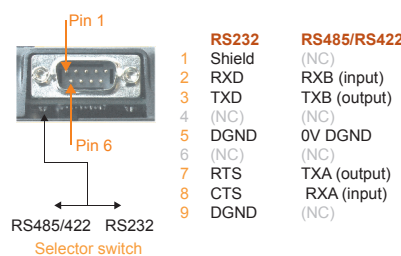 Pin 1
Pin 6
RS485/422 RS232
Selector switch
RS232 RS485/RS422
1 Shield (NC)
2 RXD RXB (input)
3 TXD TXB (output)
4 (NC) (NC)
5 DGND 0V DGND
6 (NC) (NC)
7 RTS TXA (output)
8 CTS RXA (input)
9 DGND (NC)